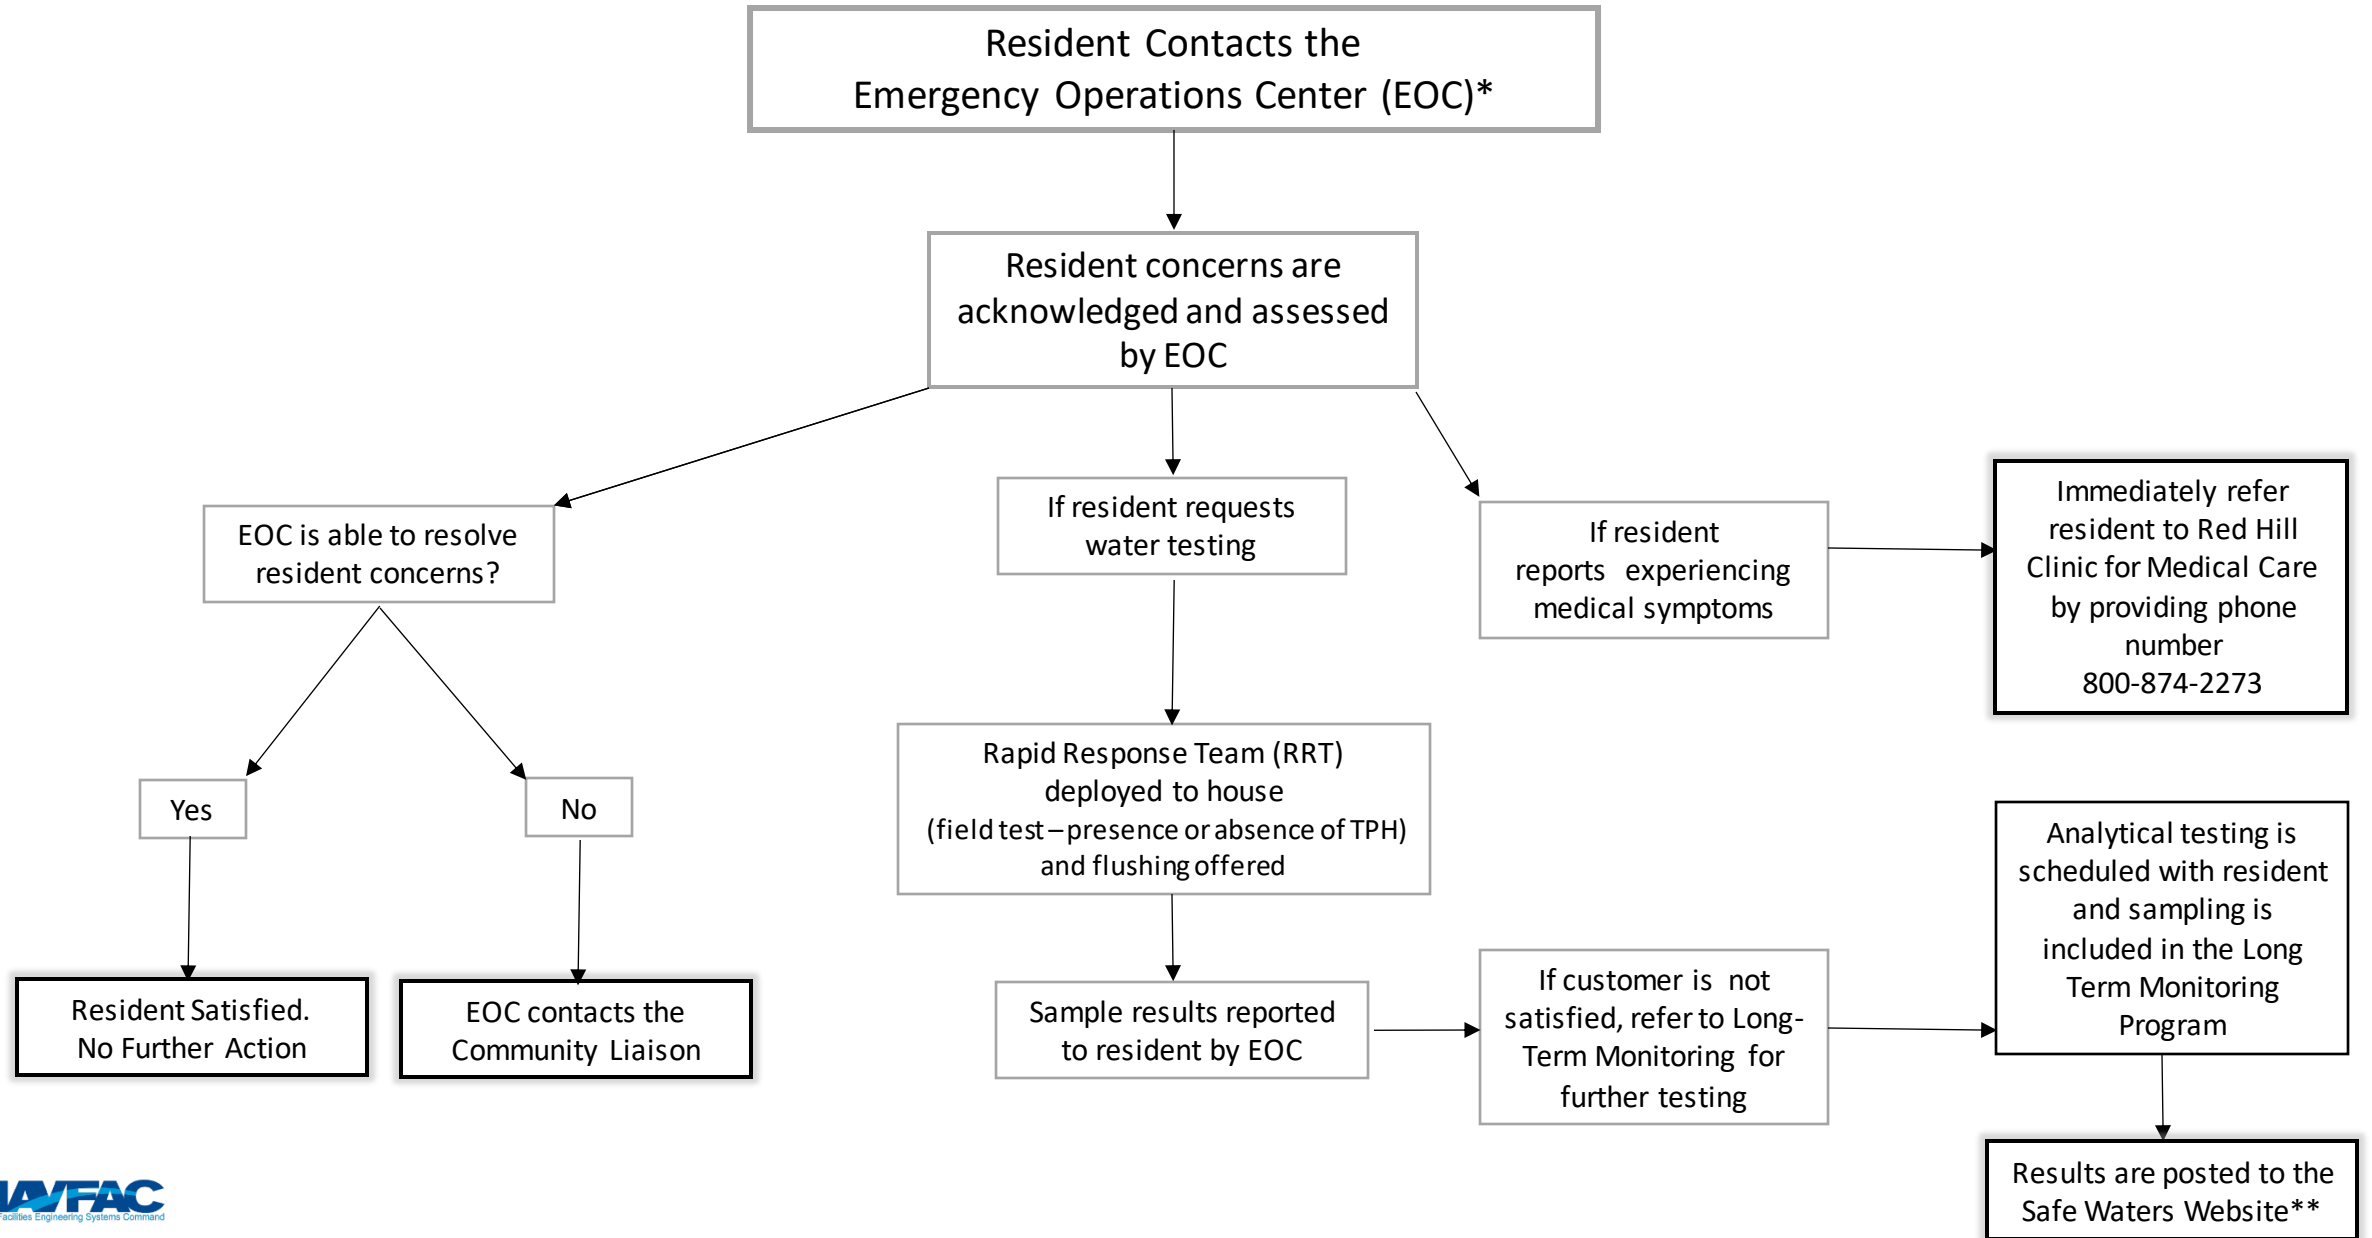 Resident Contacts the
Emergency Operations Center (EOC)*
Resident concerns are
acknowledged and assessed
by EOC
EOC is able to resolve
resident concerns?
If resident requests
water testing
If resident
reports experiencing
medical symptoms
Immediately refer
resident to Red Hill
Clinic for Medical Care
by providing phone
number
800-874-2273
Yes
No
Rapid Response Team (RRT)
deployed to house
(field test – presence or absence of TPH)
and flushing offered
Analytical testing is
scheduled with resident
and sampling is
included in the Long
Term Monitoring
Program
Resident Satisfied.
No Further Action
EOC contacts the
Community Liaison
Sample results reported
to resident by EOC
If customer is not
satisfied, refer to Long-
Term Monitoring for
further testing
Results are posted to the
Safe Waters Website**
NAVFAC
Facilities Engineering Systems Command